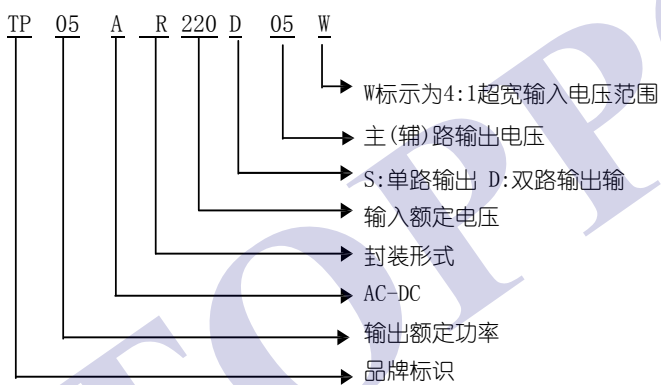 TP 05 A R 220 D 05 W
W标示为4:1超宽输入电压范围
主(辅)路输出电压
S:单路输出 D:双路输出输
输入额定电压
封装形式
AC-DC
输出额定功率
品牌标识